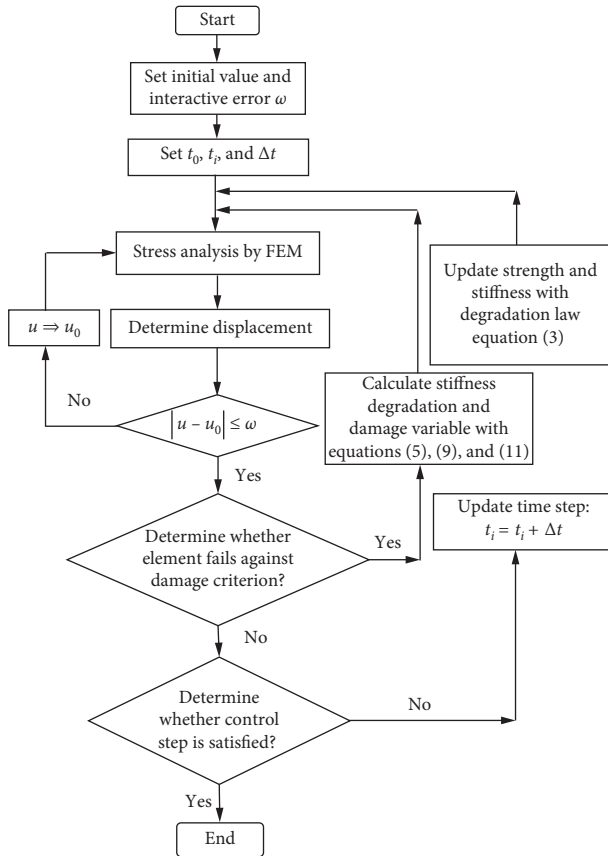 Start
Set initial value and
interactive error ω
Set t₀, tᵢ, and Δt
Stress analysis by FEM
Update strength and
stiffness with
degradation law
equation (3)
u ⇒ u₀
Determine displacement
No
|u – u₀| ≤ ω
Calculate stiffness
degradation and
damage variable with
equations (5), (9), and (11)
Yes
Determine whether
element fails against
damage criterion?
Yes
Update time step:
tᵢ = tᵢ + Δt
No
Determine
whether control
step is satisfied?
No
Yes
End